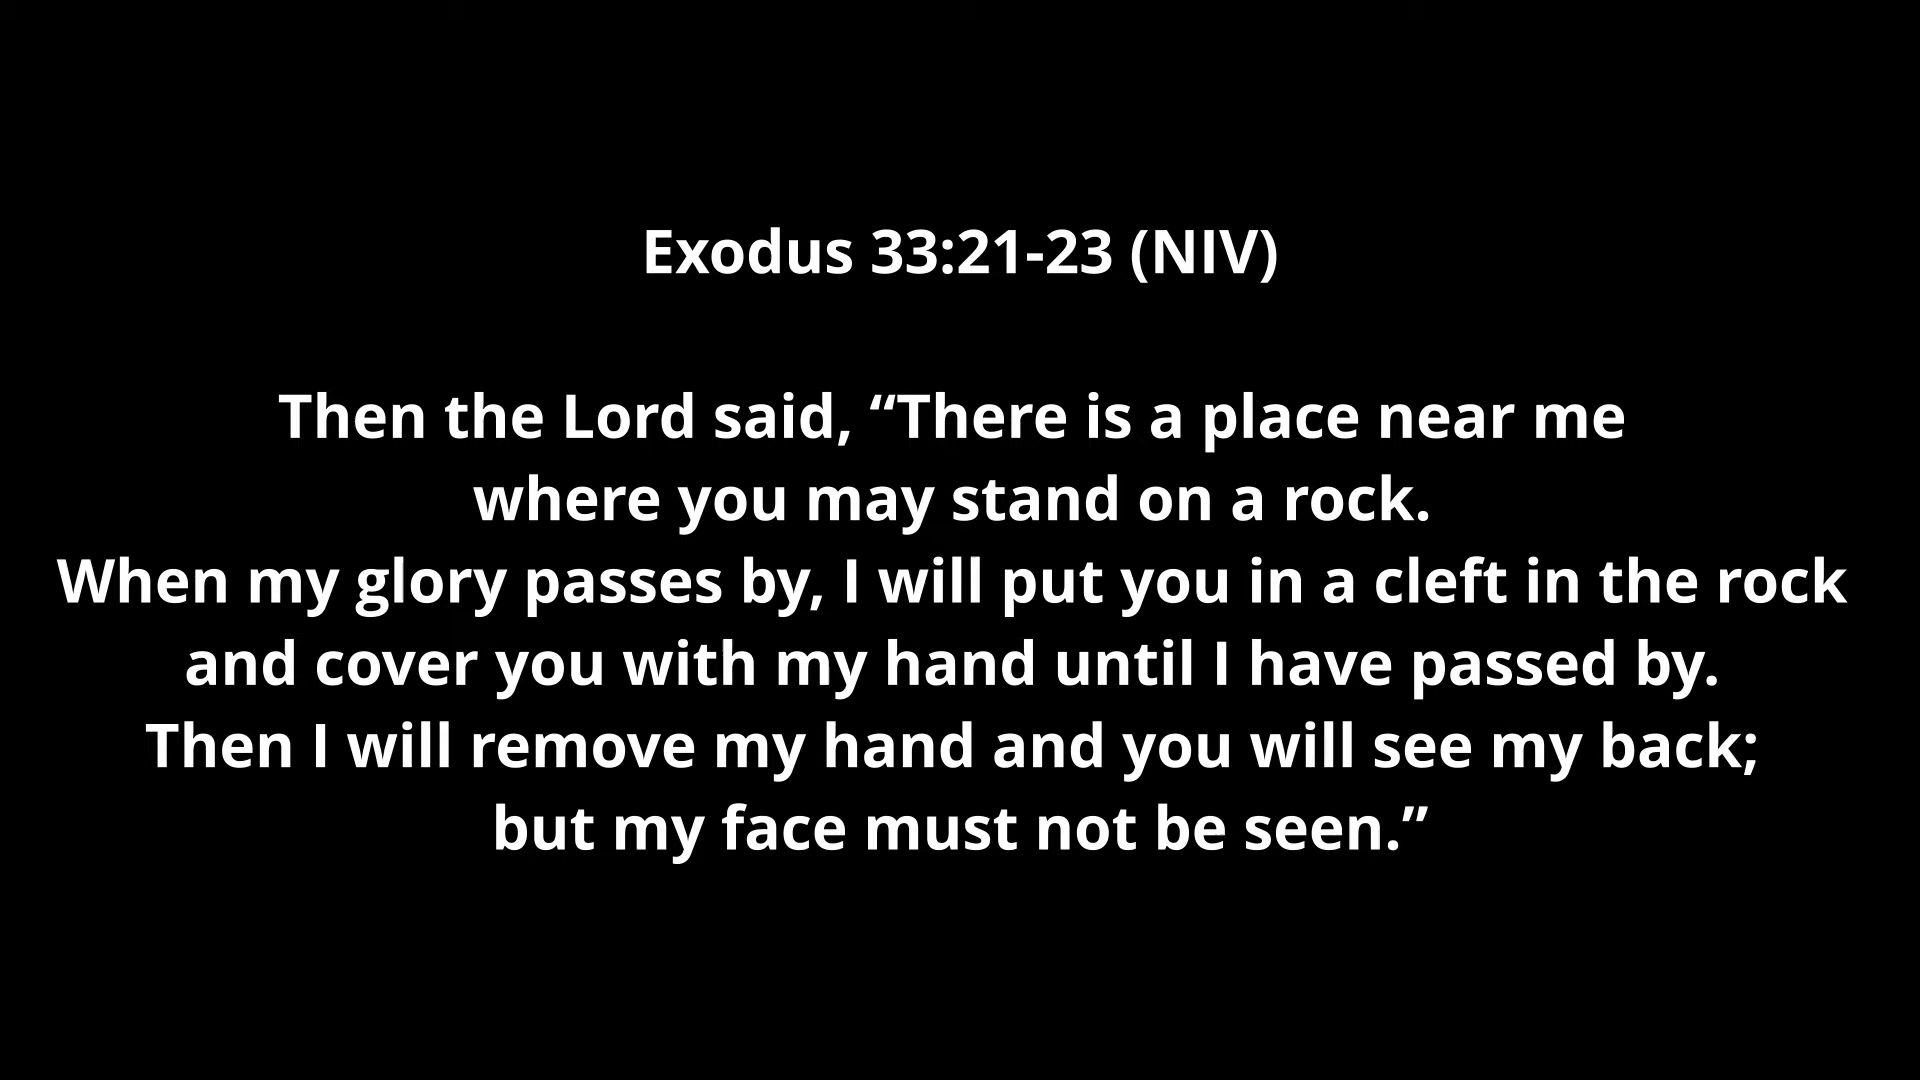 Exodus 33:21-23 (NIV)
Then the Lord said, “There is a place near me
where you may stand on a rock.
When my glory passes by, I will put you in a cleft in the rock
and cover you with my hand until I have passed by.
Then I will remove my hand and you will see my back;
but my face must not be seen.”